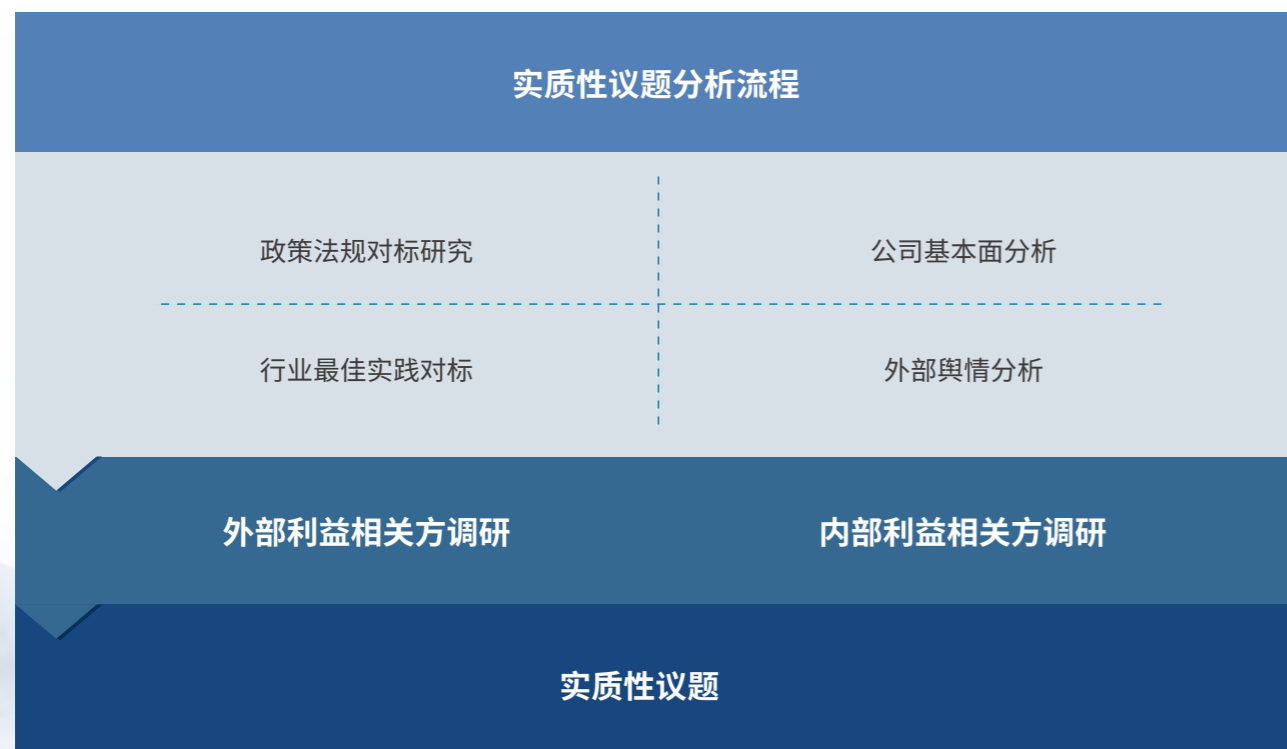 实质性议题分析流程
政策法规对标研究
公司基本面分析
行业最佳实践对标
外部舆情分析
外部利益相关方调研
内部利益相关方调研
实质性议题